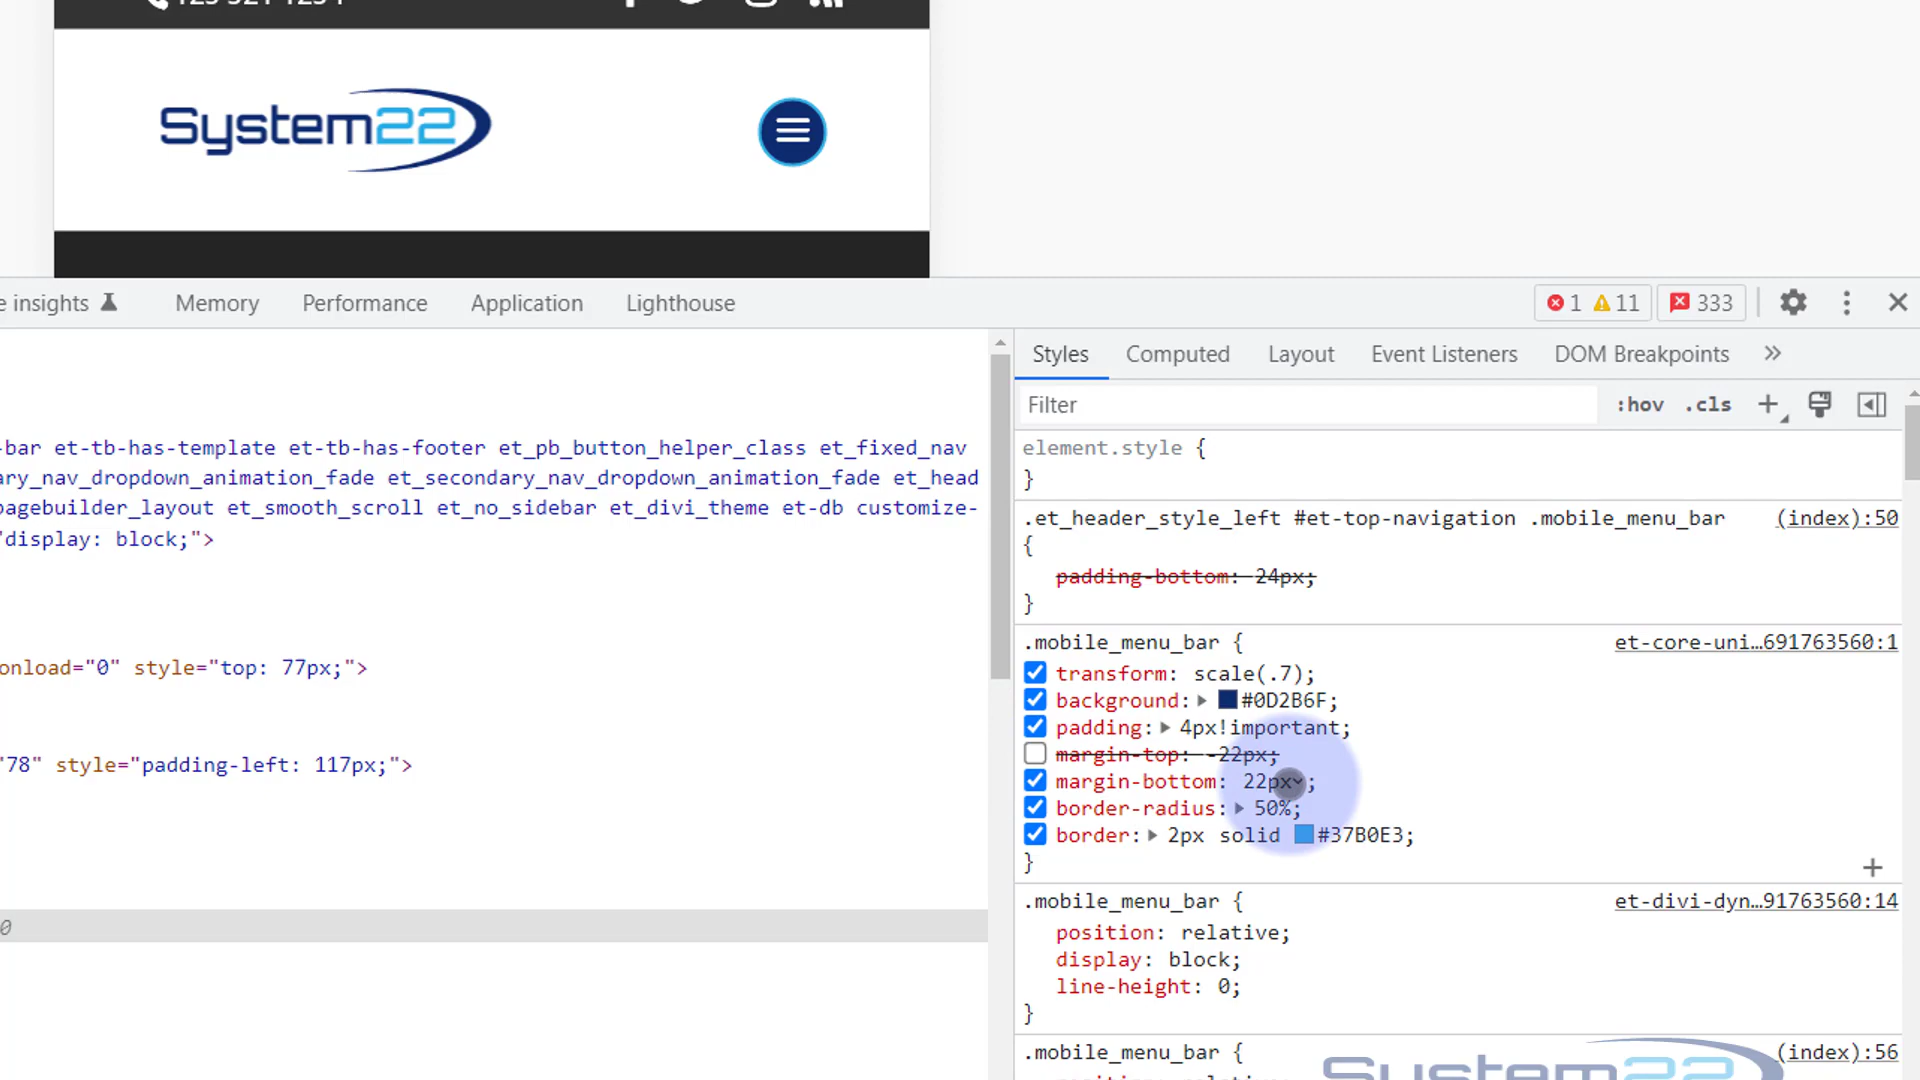 System22
e insights
Memory
Performance
Application
Lighthouse
1
11
333
Styles
Computed
Layout
Event Listeners
DOM Breakpoints
Filter
:hov
.cls
-bar et-tb-has-template et-tb-has-footer et_pb_button_helper_class et_fixed_nav
ary_nav_dropdown_animation_fade et_secondary_nav_dropdown_animation_fade et_head
pagebuilder_layout et_smooth_scroll et_no_sidebar et_divi_theme et-db customize-
"display: block;">
onload="0" style="top: 77px;">
"78" style="padding-left: 117px;">
0
element.style {
}
.et_header_style_left #et-top-navigation .mobile_menu_bar (index):50
{
padding-bottom: 24px;
}
.mobile_menu_bar { et-core-uni…691763560:1
transform: scale(.7);
background: #0D2B6F;
padding: 4px!important;
margin-top: -22px;
margin-bottom: 22px;
border-radius: 50%;
border: 2px solid #37B0E3;
}
.mobile_menu_bar { et-divi-dyn…91763560:14
position: relative;
display: block;
line-height: 0;
}
.mobile_menu_bar { (index):56
System22